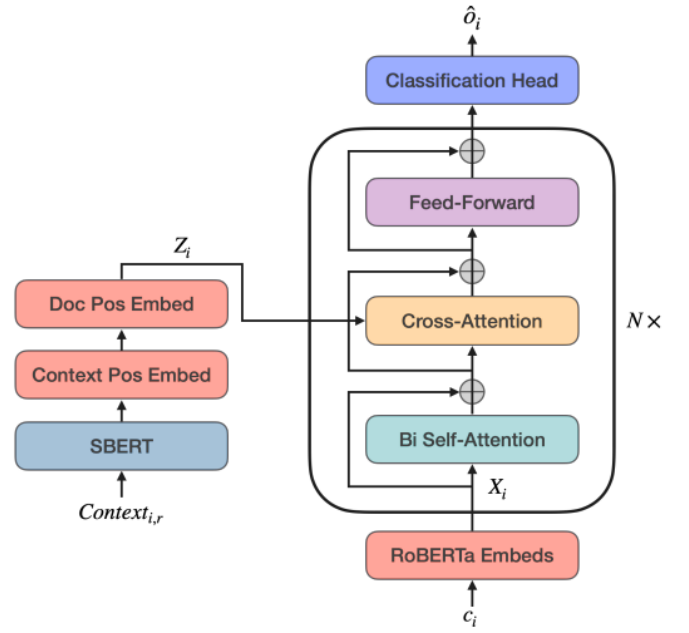 ô_i
Classification Head
Feed-Forward
Z_i
Doc Pos Embed
Cross-Attention
N ×
Context Pos Embed
SBERT
Bi Self-Attention
X_i
Context_{i,r}
RoBERTa Embeds
c_i